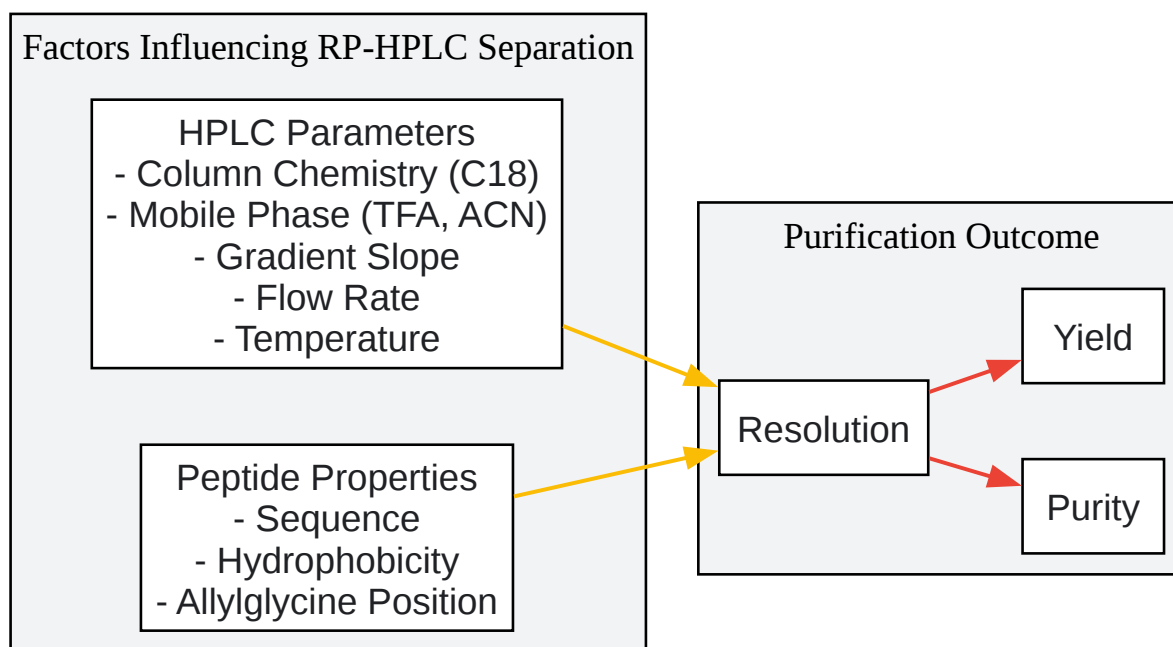 Factors Influencing RP-HPLC Separation
HPLC Parameters
- Column Chemistry (C18)
- Mobile Phase (TFA, ACN)
- Gradient Slope
- Flow Rate
- Temperature
Peptide Properties
- Sequence
- Hydrophobicity
- Allylglycine Position
Purification Outcome
Resolution
Yield
Purity